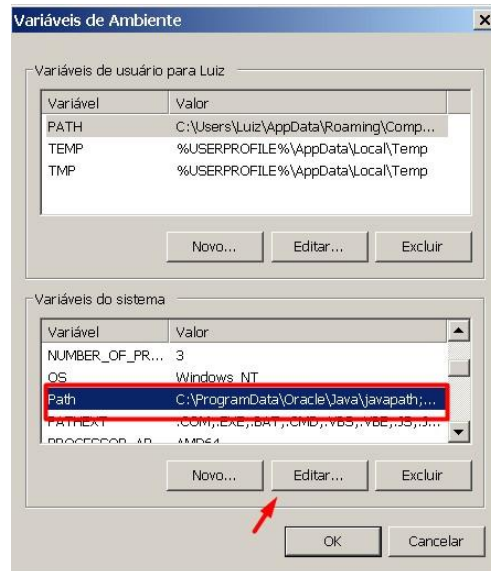 Variáveis de Ambiente
Variáveis de usuário para Luiz
Variável Valor
PATH C:\Users\Luiz\AppData\Roaming\Comp...
TEMP %USERPROFILE%\AppData\Local\Temp
TMP %USERPROFILE%\AppData\Local\Temp
Novo... Editar... Excluir
Variáveis do sistema
Variável Valor
NUMBER_OF_PR... 3
OS Windows_NT
Path C:\ProgramData\Oracle\Java\javapath;...
PATHEXT .COM;.EXE;.BAT;.CMD;.VBS;.VBE;.JS;.J...
PROCESSOR_AR... AMD64
Novo... Editar... Excluir
OK Cancelar